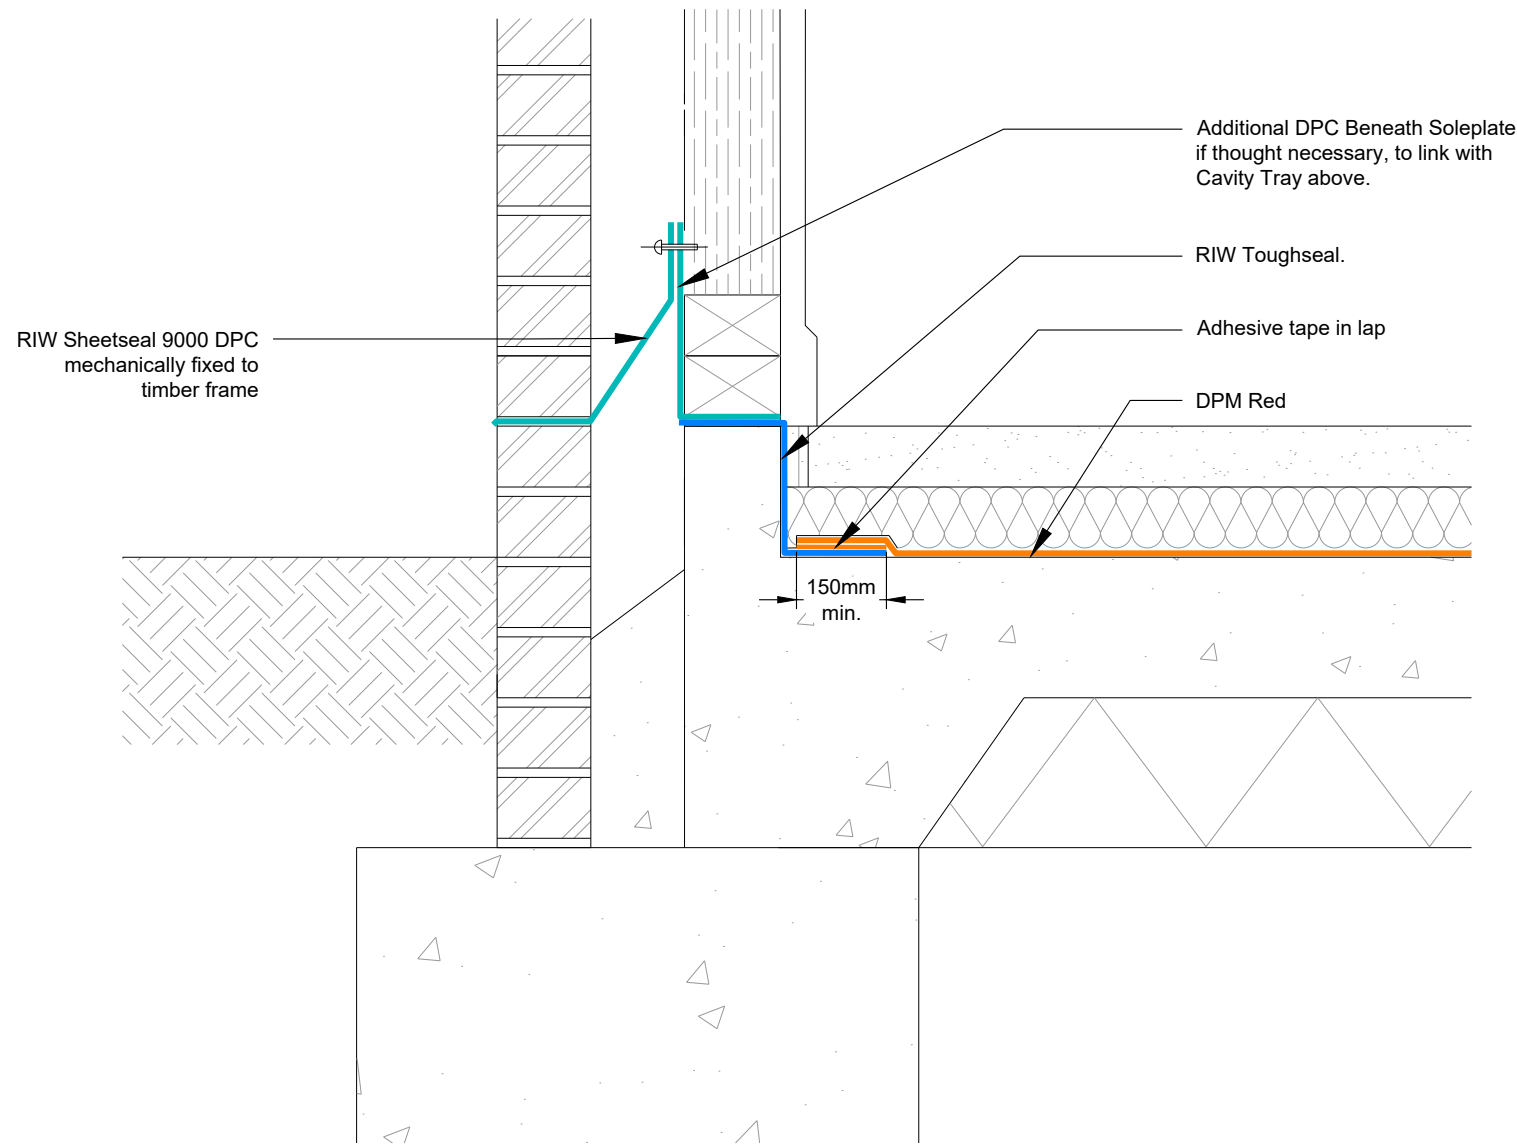 Additional DPC Beneath Soleplate
if thought necessary, to link with
Cavity Tray above.
RIW Toughseal.
Adhesive tape in lap
DPM Red
RIW Sheetseal 9000 DPC
mechanically fixed to
timber frame
150mm
min.